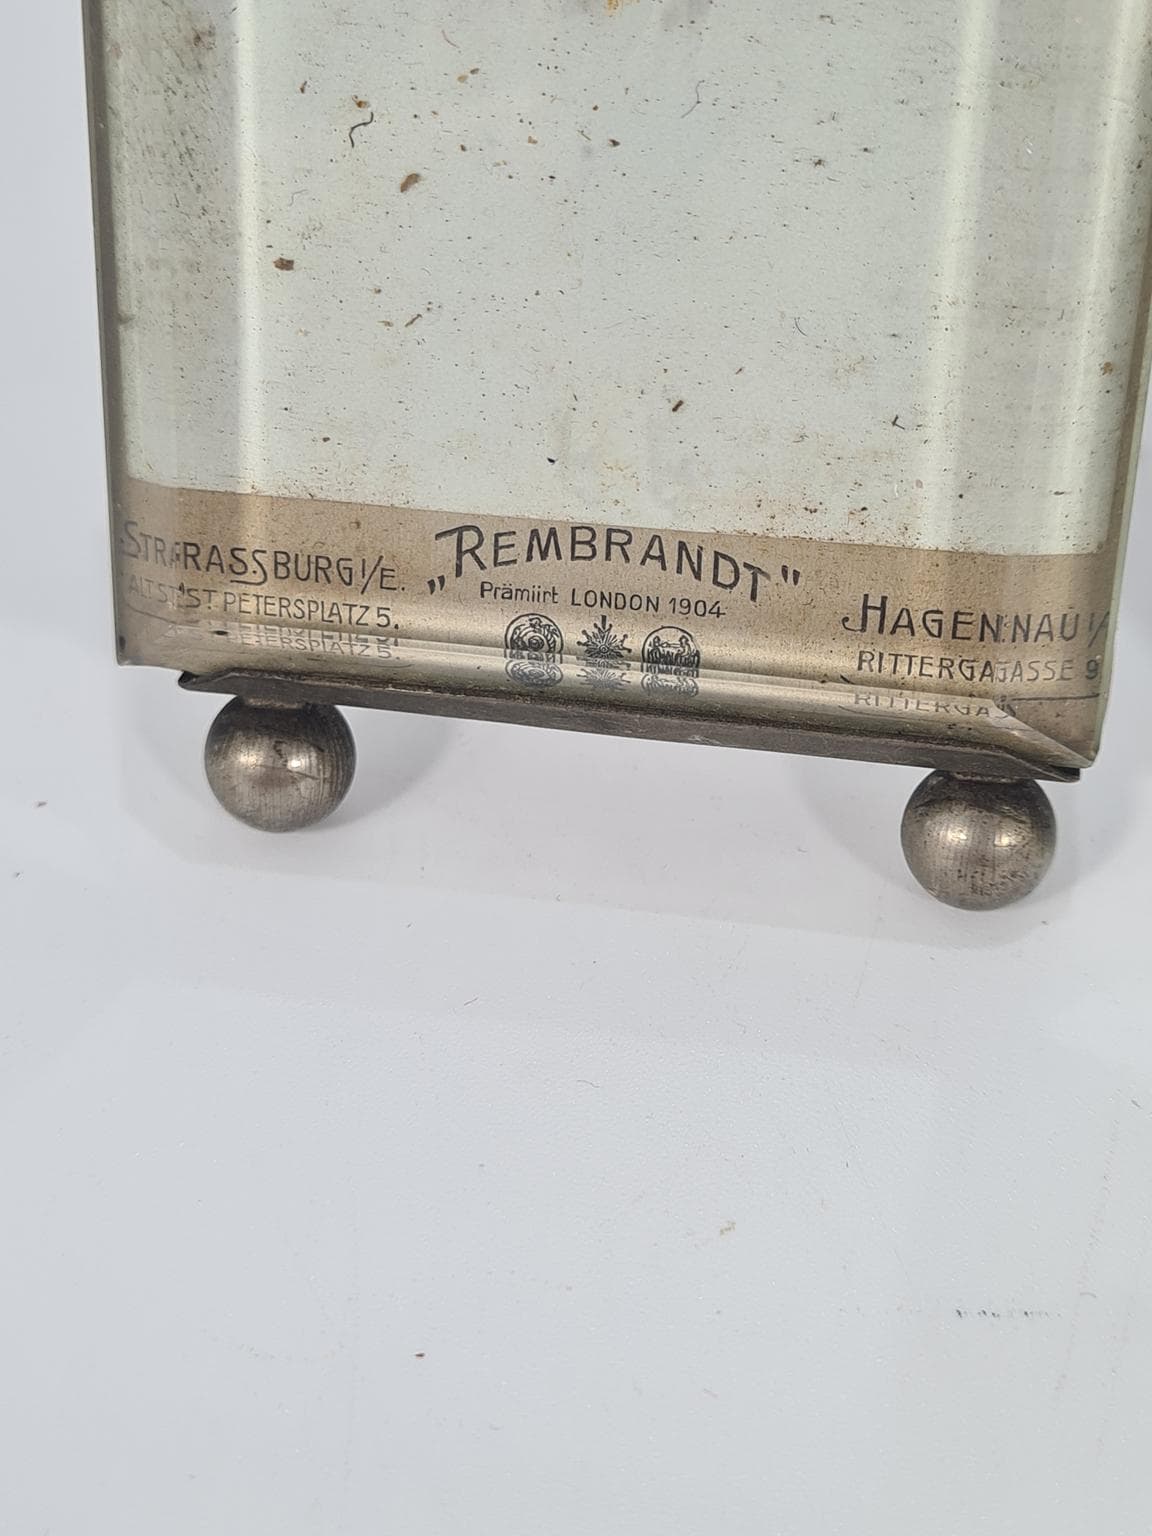 STRASSBURG I/E.
ALT ST. PETERSPLATZ 5.
„REMBRANDT"
Prämiirt LONDON 1904
HAGENAU I/
RITTERGASSE 9